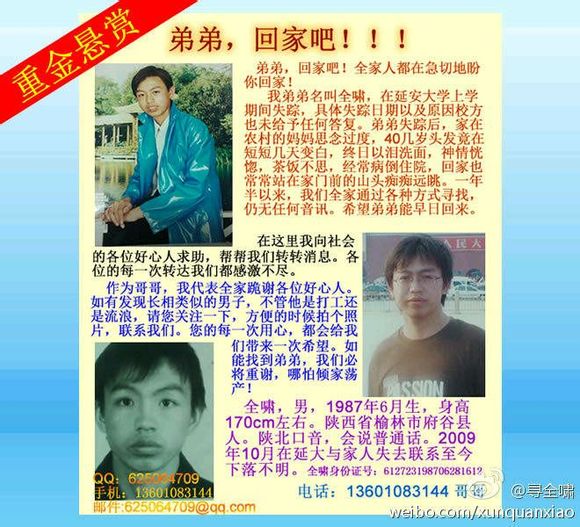 重金悬赏
弟弟，回家吧！！！
弟弟，回家吧！全家人都在急切地盼
你回家！
我弟弟名叫全啸，在延安大学上学
期间失踪，具体失踪日期以及原因校方
也未给予任何答复。弟弟失踪后，家在
农村的妈妈思念过度，40几岁头发竟在
短短几天变白，终日以泪洗面，神情恍
惚，茶饭不思，经常病倒住院，回家也
常常站在家门前的山头痴痴远眺。一年
半以来，我们全家通过各种方式寻找，
仍无任何音讯。希望弟弟能早日回来。
在这里我向社会
的各位好心人求助，帮帮我们转转消息。各
位的每一次转达我们都感激不尽。
作为哥哥，我代表全家跪谢各位好心人。
如有发现长相类似的男子，不管他是打工还
是流浪，请您关注一下，方便的时候拍个照
片，联系我们。您的每一次用心，都会给我
们带来一次希望。如
能找到弟弟，我们必
将重谢，哪怕倾家荡
产！
人民大
PASSION
全啸，男，1987年6月生，身高
170cm左右。陕西省榆林市府谷县
人。陕北口音，会说普通话。2009
年10月在延大与家人失去联系至今
下落不明。全啸身份证号：612723198706281612
QQ：625064709
手机：13601083144
邮件:625064709@qq.com
电话：13601083144 哥哥
@寻全啸
weibo.com/xunquanxiao